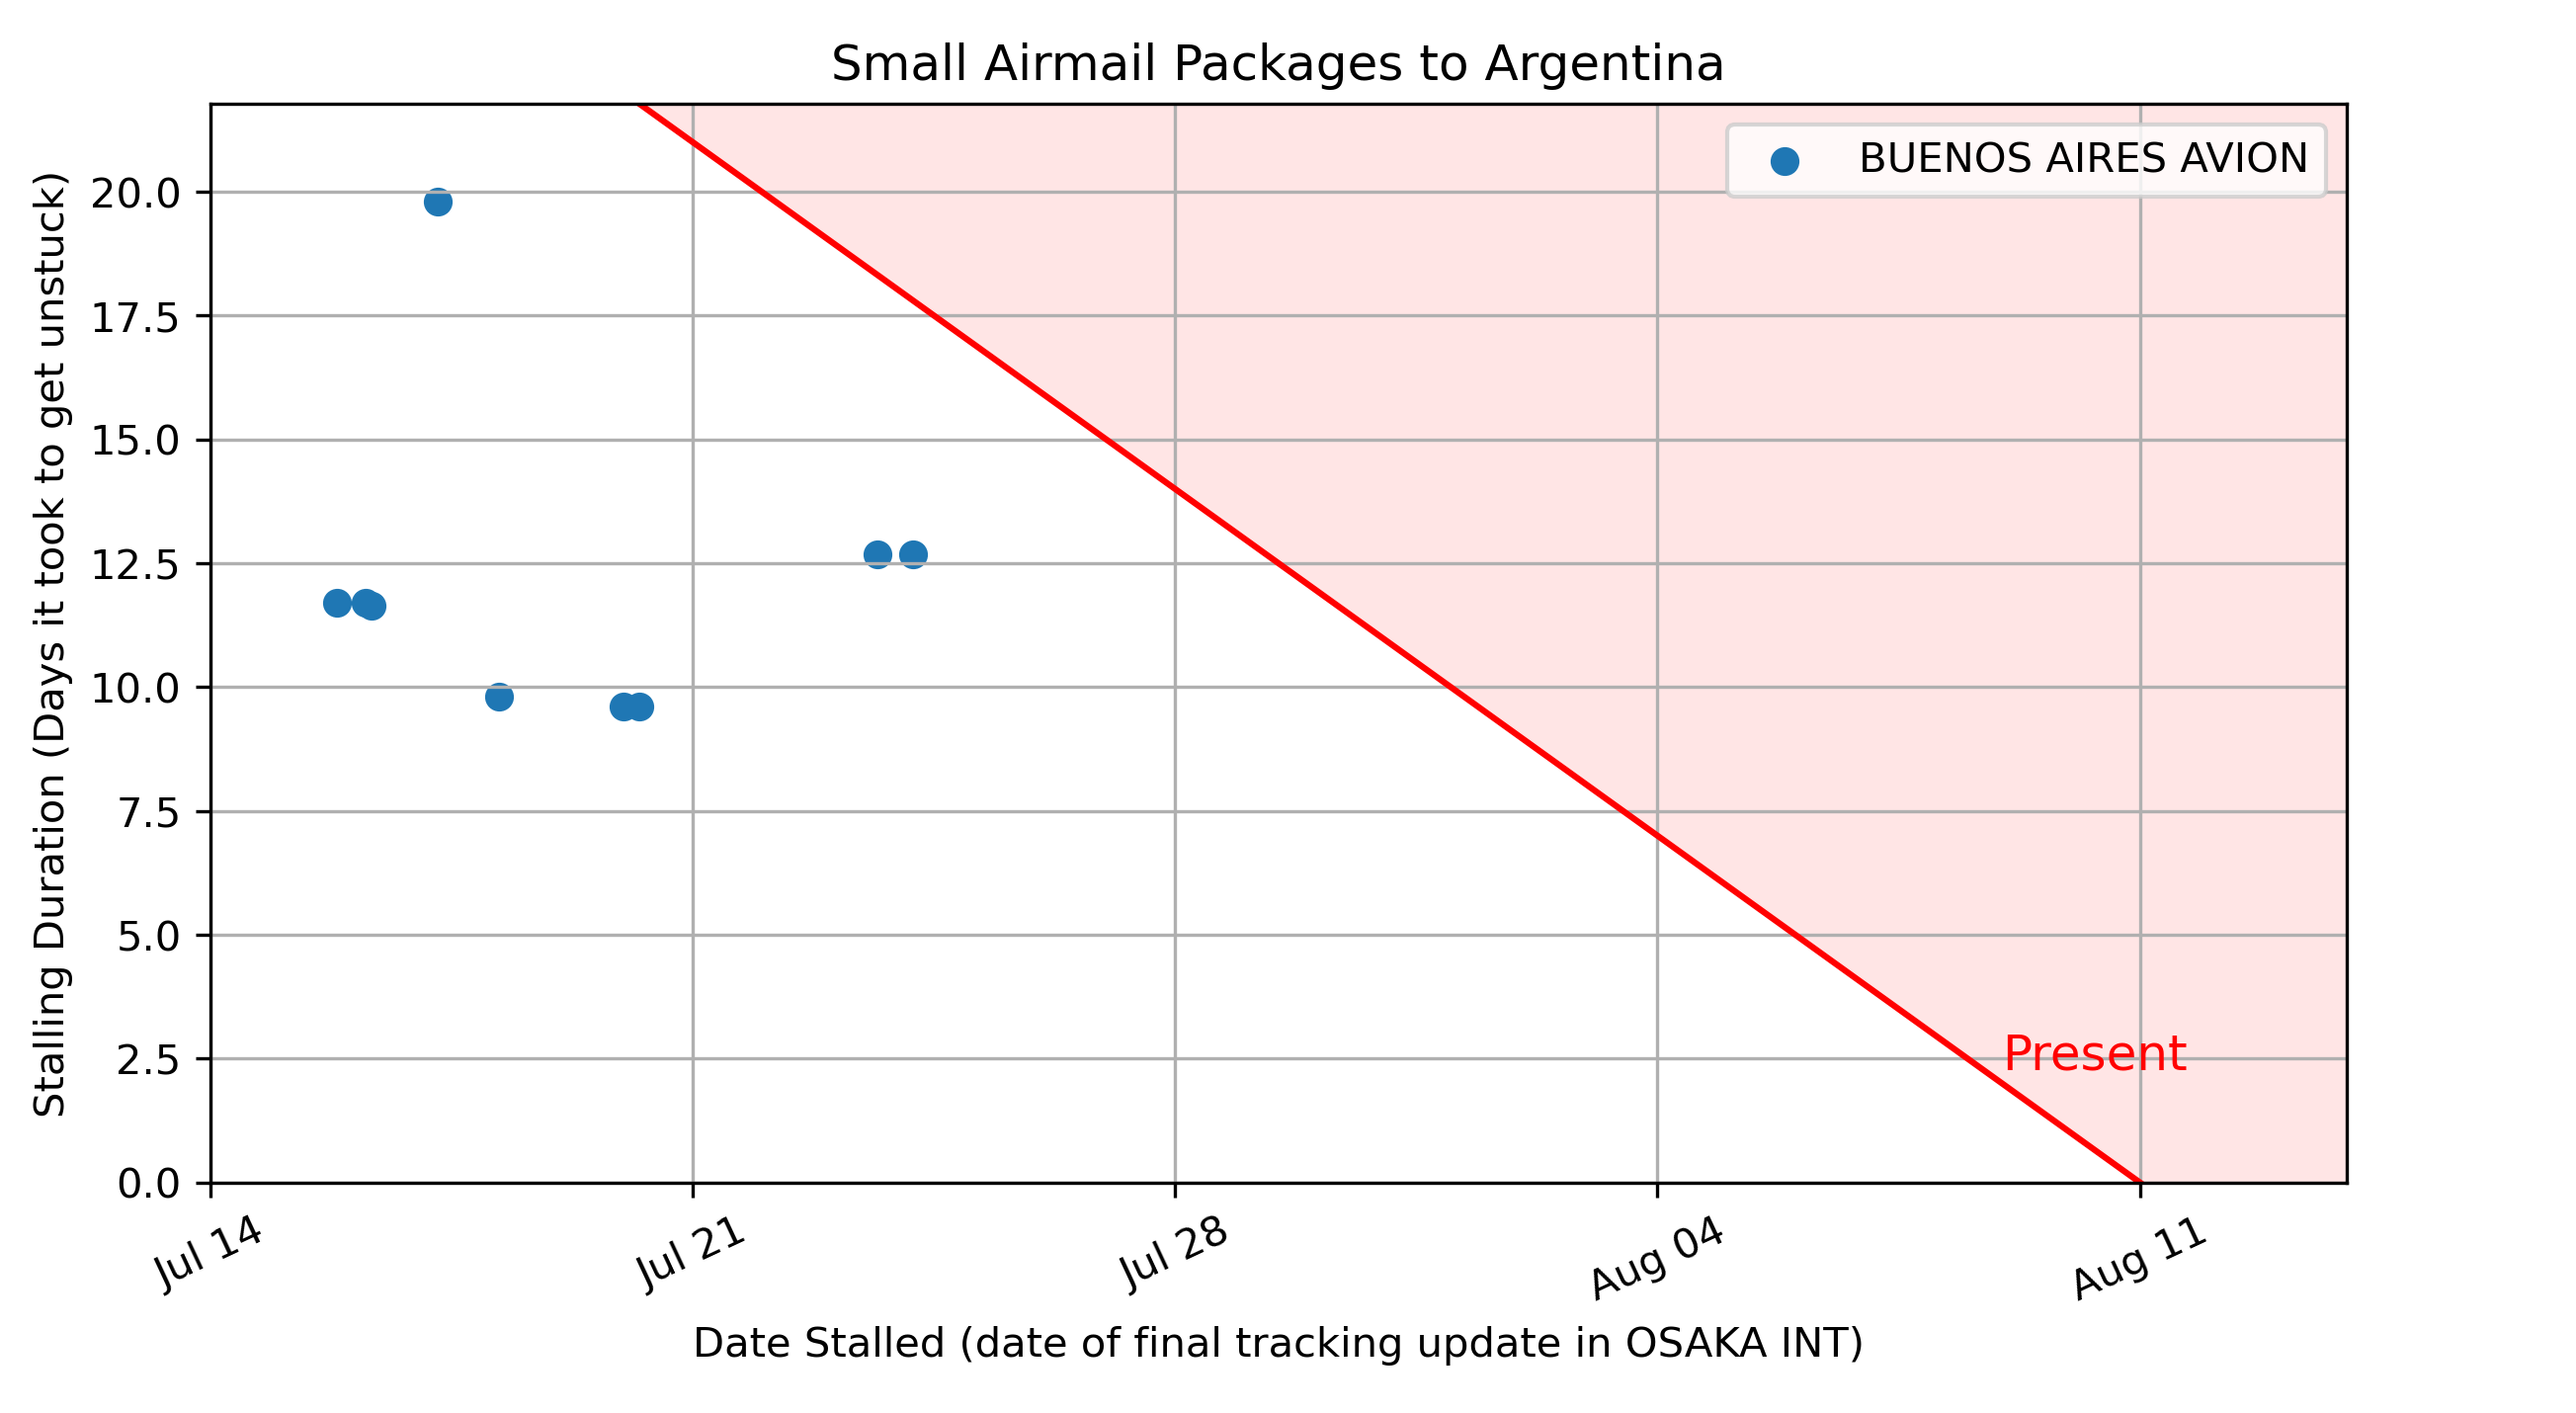 Small Airmail Packages to Argentina
BUENOS AIRES AVION
Stalling Duration (Days it took to get unstuck)
20.0
17.5
15.0
12.5
10.0
7.5
5.0
2.5
0.0
Present
Jul 14
Jul 21
Jul 28
Aug 04
Aug 11
Date Stalled (date of final tracking update in OSAKA INT)